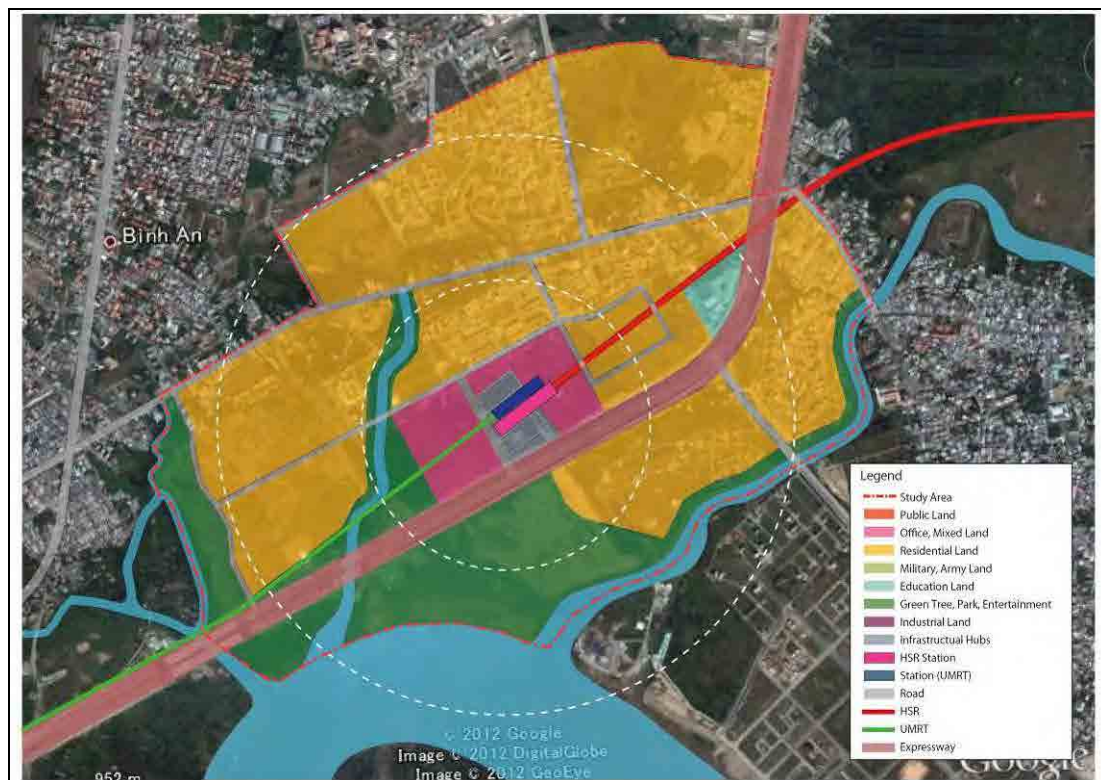 Binh An
Legend
Study Area
Public Land
Office, Mixed Land
Residential Land
Military, Army Land
Education Land
Green Tree, Park, Entertainment
Industrial Land
Infrastructual Hubs
HSR Station
Station (UMRT)
Road
HSR
UMRT
Expressway
© 2012 Google
Image © 2012 DigitalGlobe
Image © 2012 GeoEye
952 m
Google